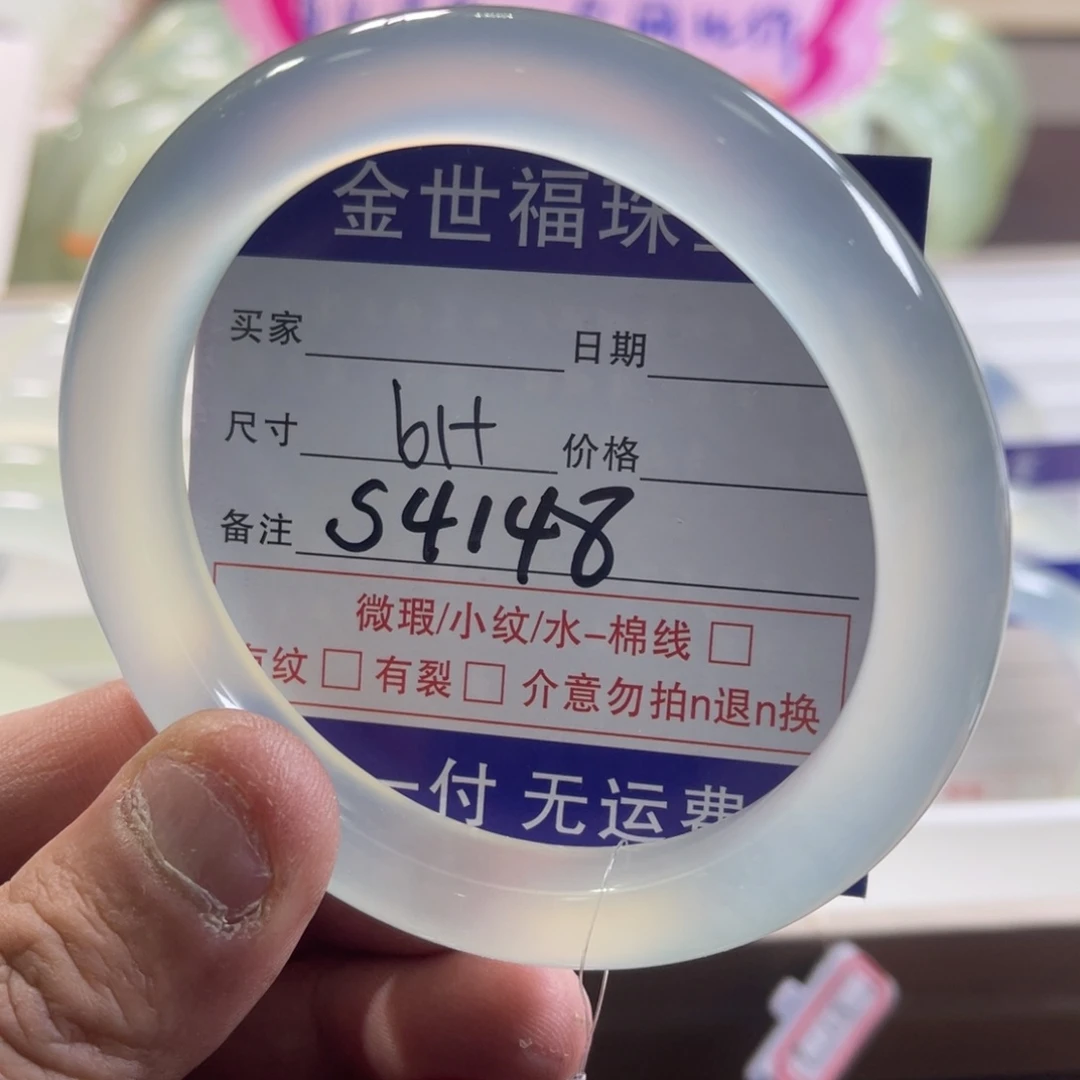 金世福珠
买家 日期
尺寸 61+ 价格
备注 S4148
微瑕/小纹/水-棉线 □
纹 □ 有裂 □ 介意勿拍n退n换
一付 无运费